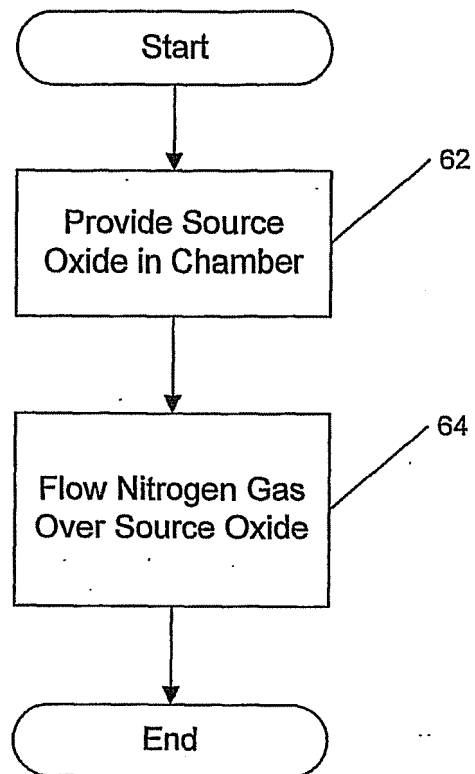 Start
62
Provide Source
Oxide in Chamber
64
Flow Nitrogen Gas
Over Source Oxide
End